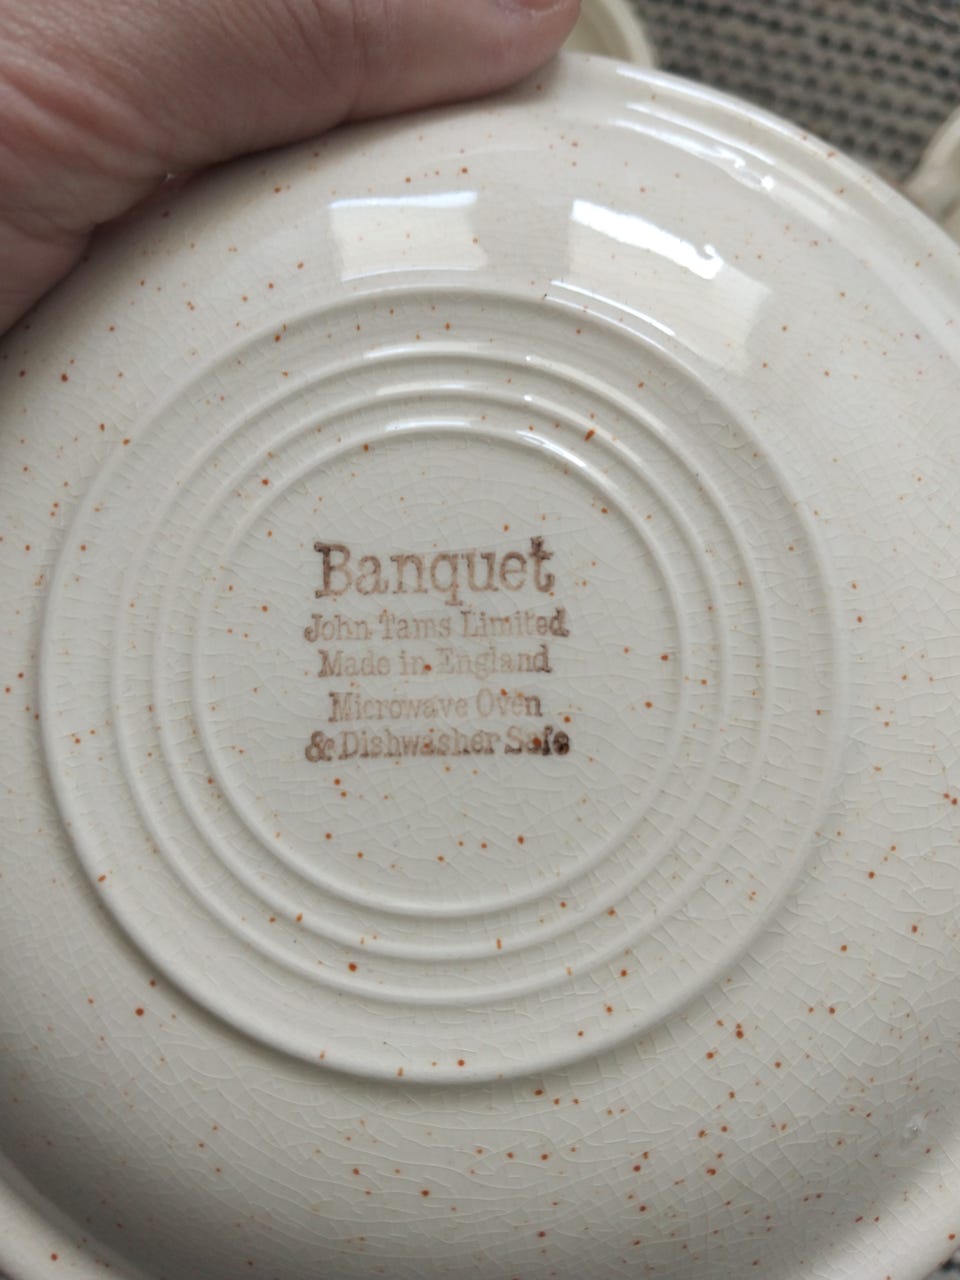 Banquet
John Tams Limited
Made in England
Microwave Oven
& Dishwasher Safe